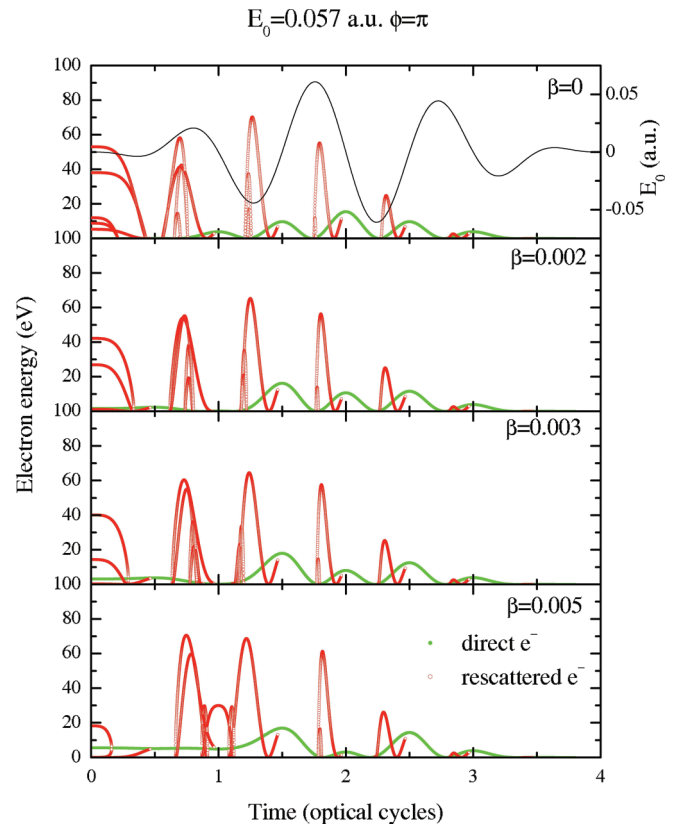 E₀=0.057 a.u. ϕ=π
100
80
60
40
20
β=0
0.05
0
-0.05
E₀ (a.u.)
100
80
60
40
20
β=0.002
100
80
60
40
20
β=0.003
100
80
60
40
20
0
β=0.005
direct e⁻
rescattered e⁻
Electron energy (eV)
0 1 2 3 4
Time (optical cycles)